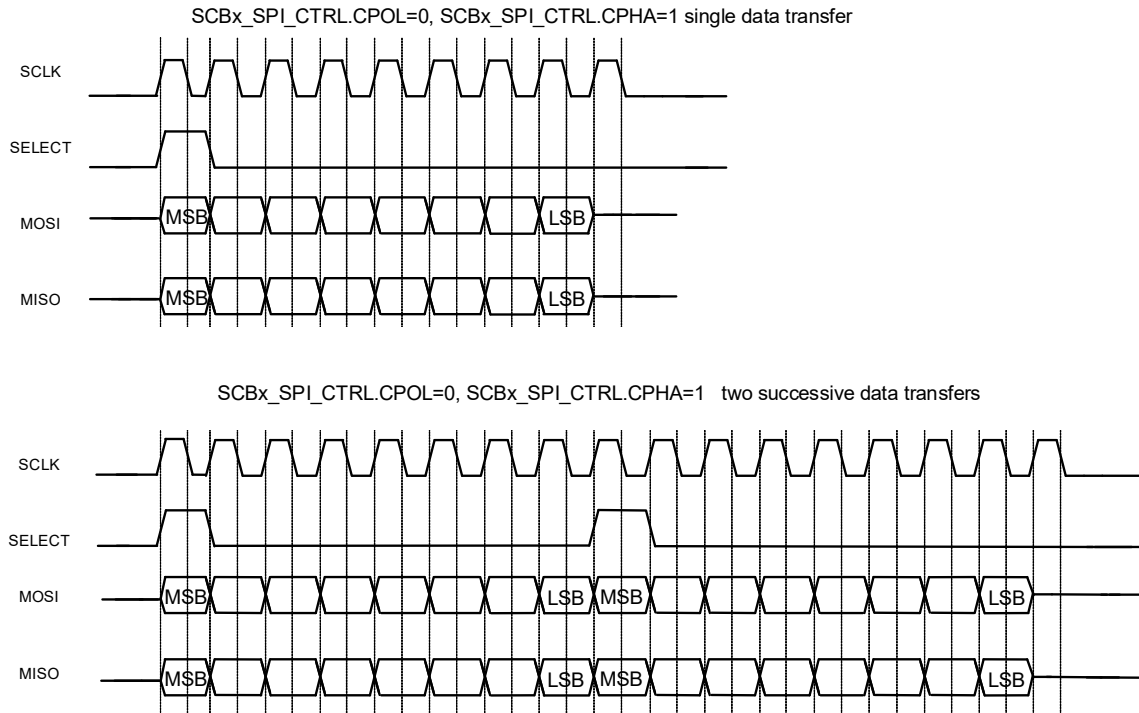 SCBx_SPI_CTRL.CPOL=0, SCBx_SPI_CTRL.CPHA=1 single data transfer
SCLK
SELECT
MOSI MSB LSB
MISO MSB LSB
SCBx_SPI_CTRL.CPOL=0, SCBx_SPI_CTRL.CPHA=1 two successive data transfers
SCLK
SELECT
MOSI MSB LSB MSB LSB
MISO MSB LSB MSB LSB